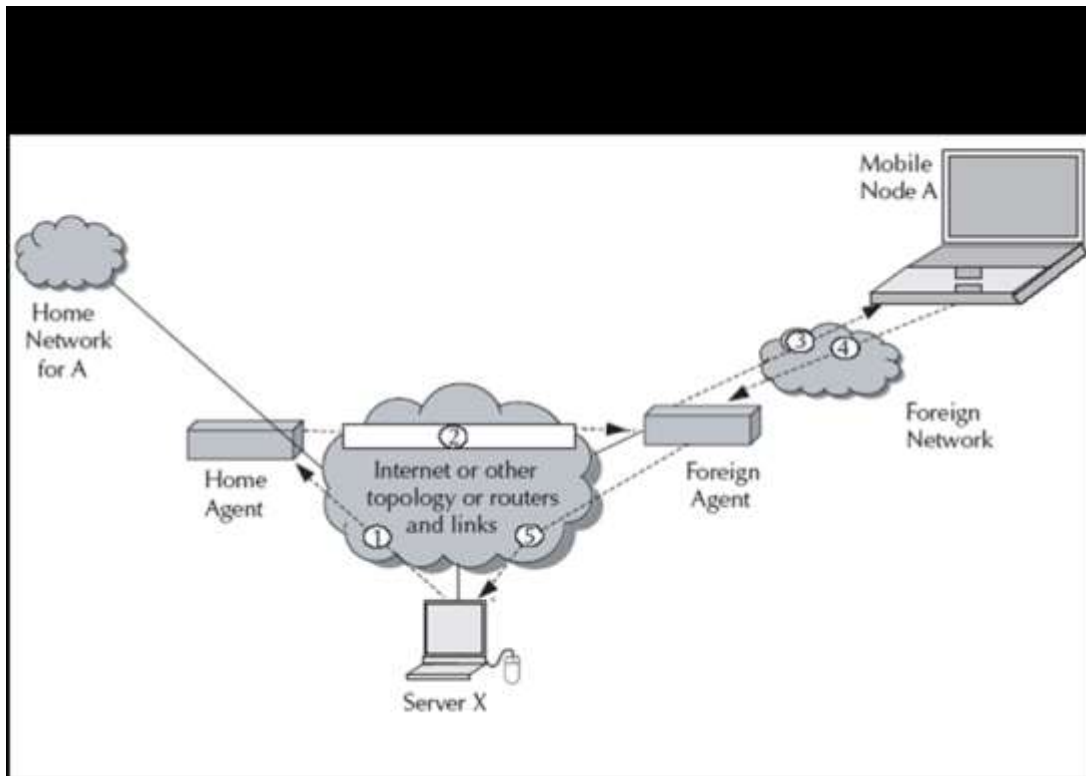 Mobile
Node A
Home
Network
for A
3
4
Foreign
Network
2
Home
Agent
Internet or other
topology or routers
and links
Foreign
Agent
1
5
Server X